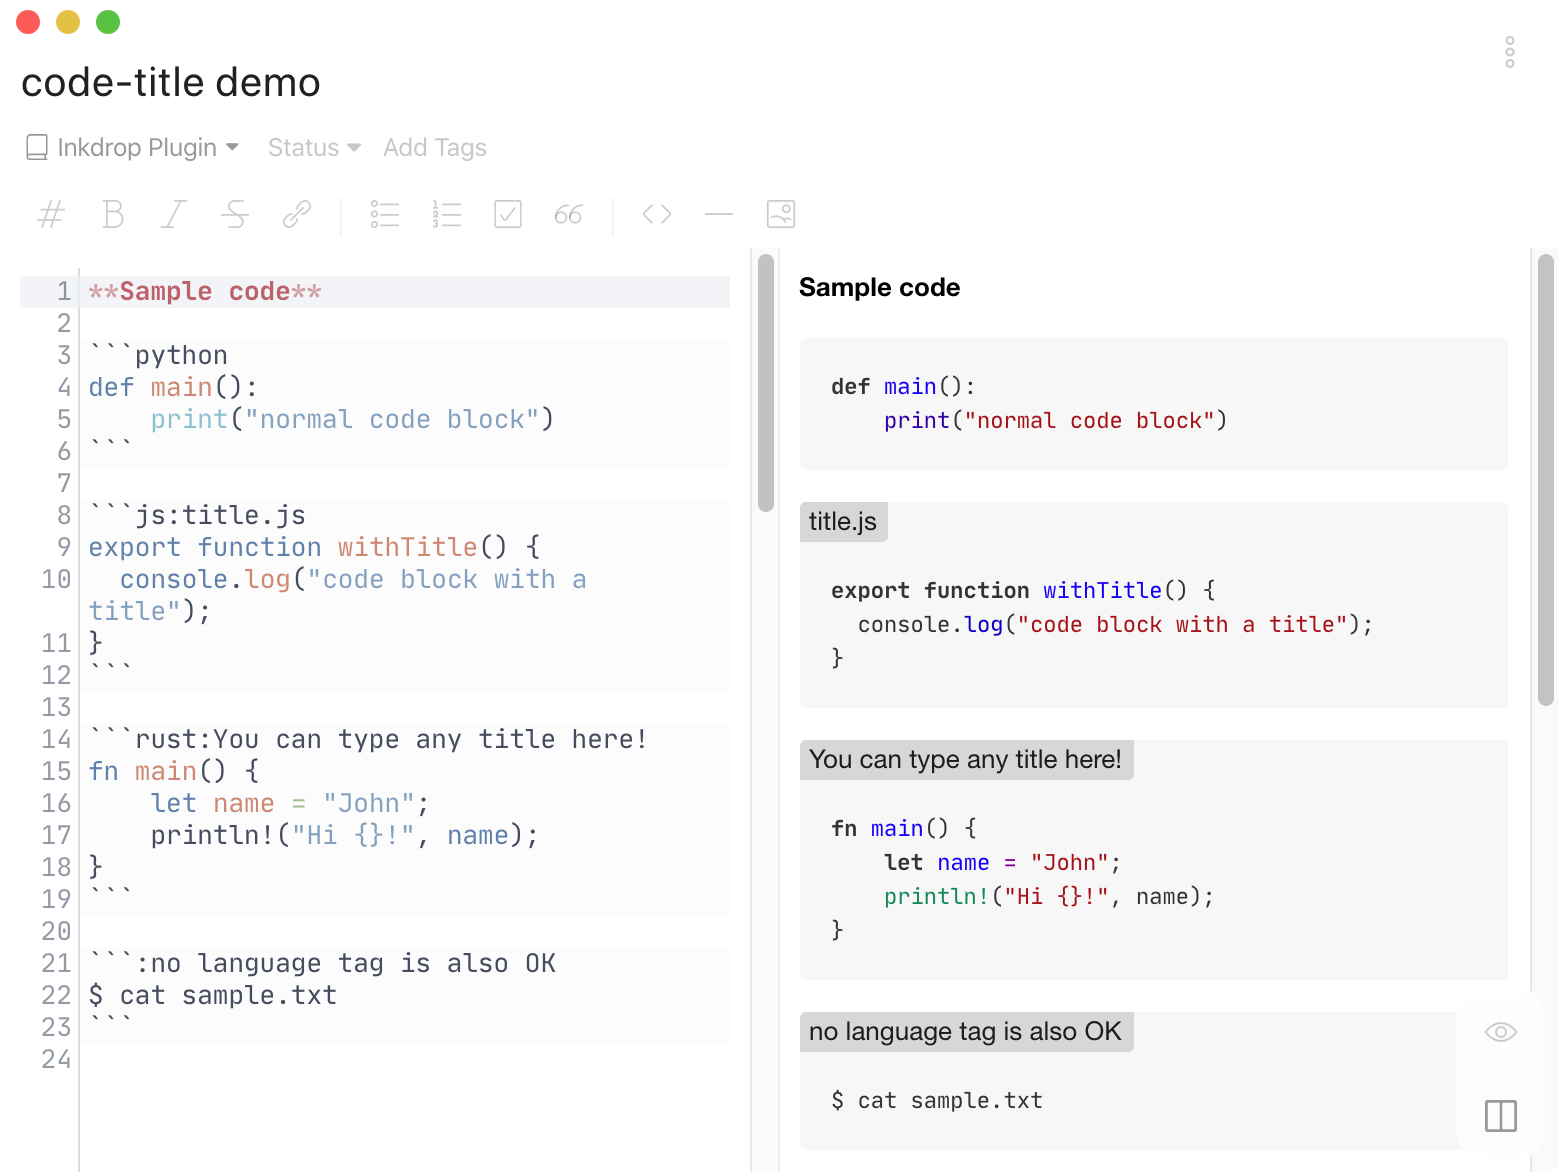 code-title demo
Inkdrop Plugin Status Add Tags
1 **Sample code**
2
3 ```python
4 def main():
5     print("normal code block")
6 ```
7
8 ```js:title.js
9 export function withTitle() {
10   console.log("code block with a
title");
11 }
12 ```
13
14 ```rust:You can type any title here!
15 fn main() {
16     let name = "John";
17     println!("Hi {}!", name);
18 }
19 ```
20
21 ```:no language tag is also OK
22 $ cat sample.txt
23 ```
24
Sample code
def main():
    print("normal code block")
title.js
export function withTitle() {
  console.log("code block with a title");
}
You can type any title here!
fn main() {
    let name = "John";
    println!("Hi {}!", name);
}
no language tag is also OK
$ cat sample.txt